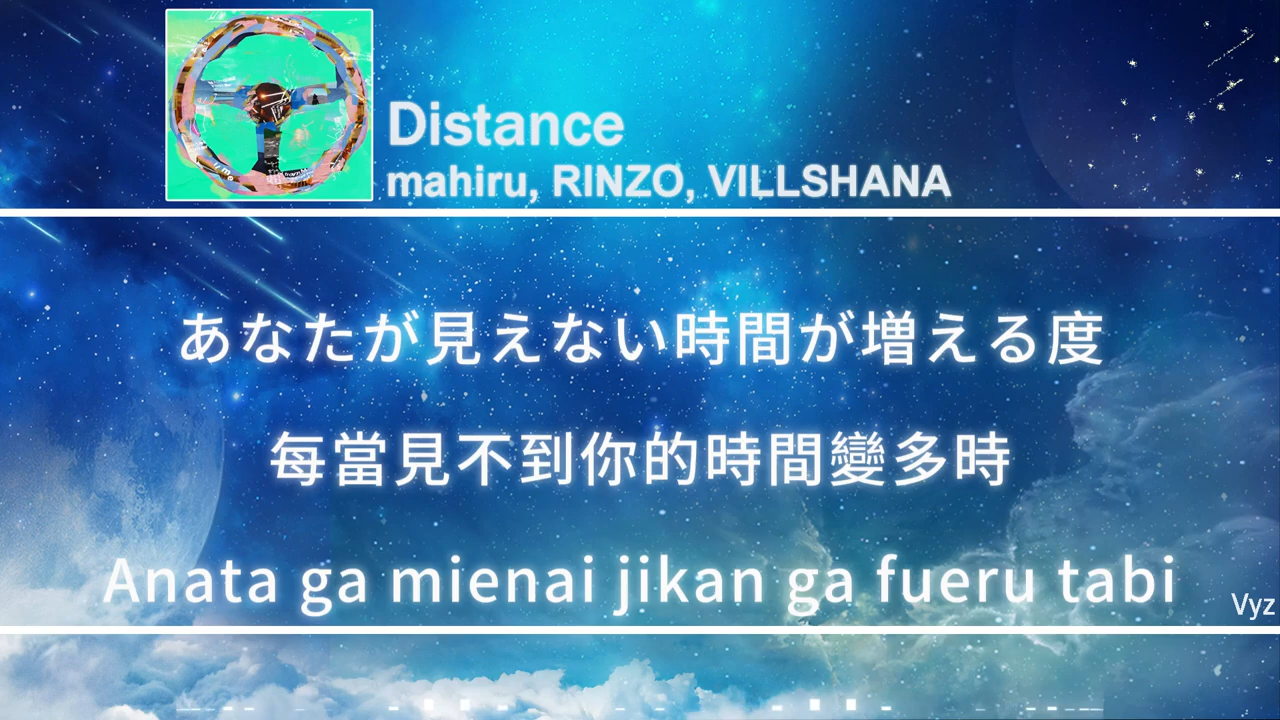 Distance
mahiru, RINZO, VILLSHANA
あなたが見えない時間が増える度
每當見不到你的時間變多時
Anata ga mienai jikan ga fueru tabi
Vyz